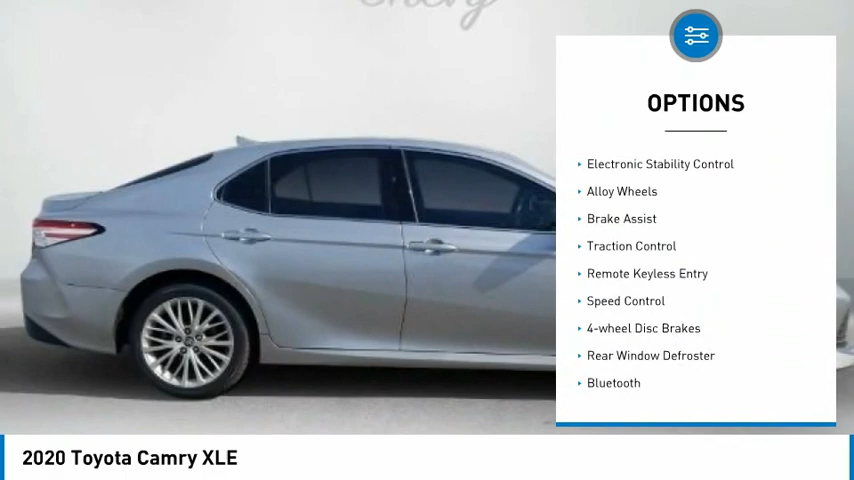 OPTIONS
Electronic Stability Control
Alloy Wheels
Brake Assist
Traction Control
Remote Keyless Entry
Speed Control
4-wheel Disc Brakes
Rear Window Defroster
Bluetooth
2020 Toyota Camry XLE